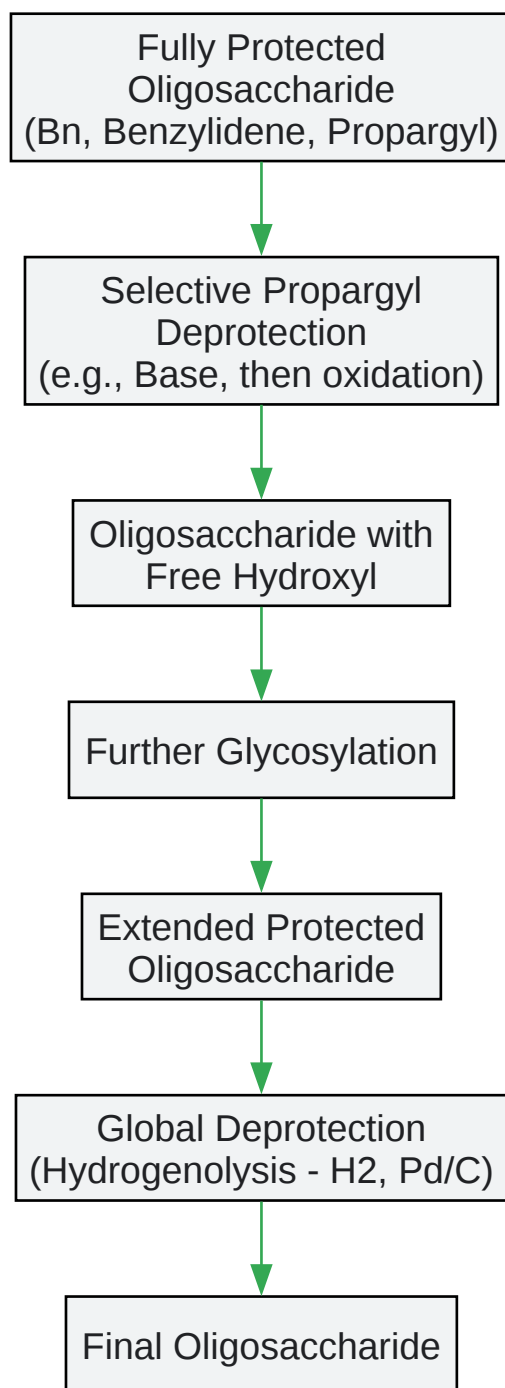 Fully Protected
Oligosaccharide
(Bn, Benzylidene, Propargyl)
Selective Propargyl
Deprotection
(e.g., Base, then oxidation)
Oligosaccharide with
Free Hydroxyl
Further Glycosylation
Extended Protected
Oligosaccharide
Global Deprotection
(Hydrogenolysis - H2, Pd/C)
Final Oligosaccharide